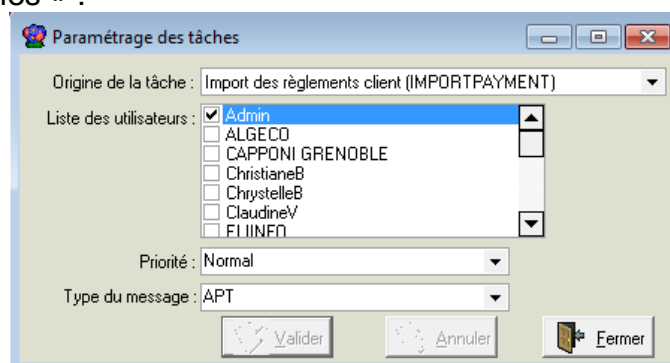 Paramétrage des tâches
Origine de la tâche : Import des règlements client (IMPORTPAYMENT)
Liste des utilisateurs : Admin
ALGECO
CAPPONI GRENOBLE
ChristianeB
ChrystelleB
ClaudineV
Priorité : Normal
Type du message : APT
Valider Annuler Fermer